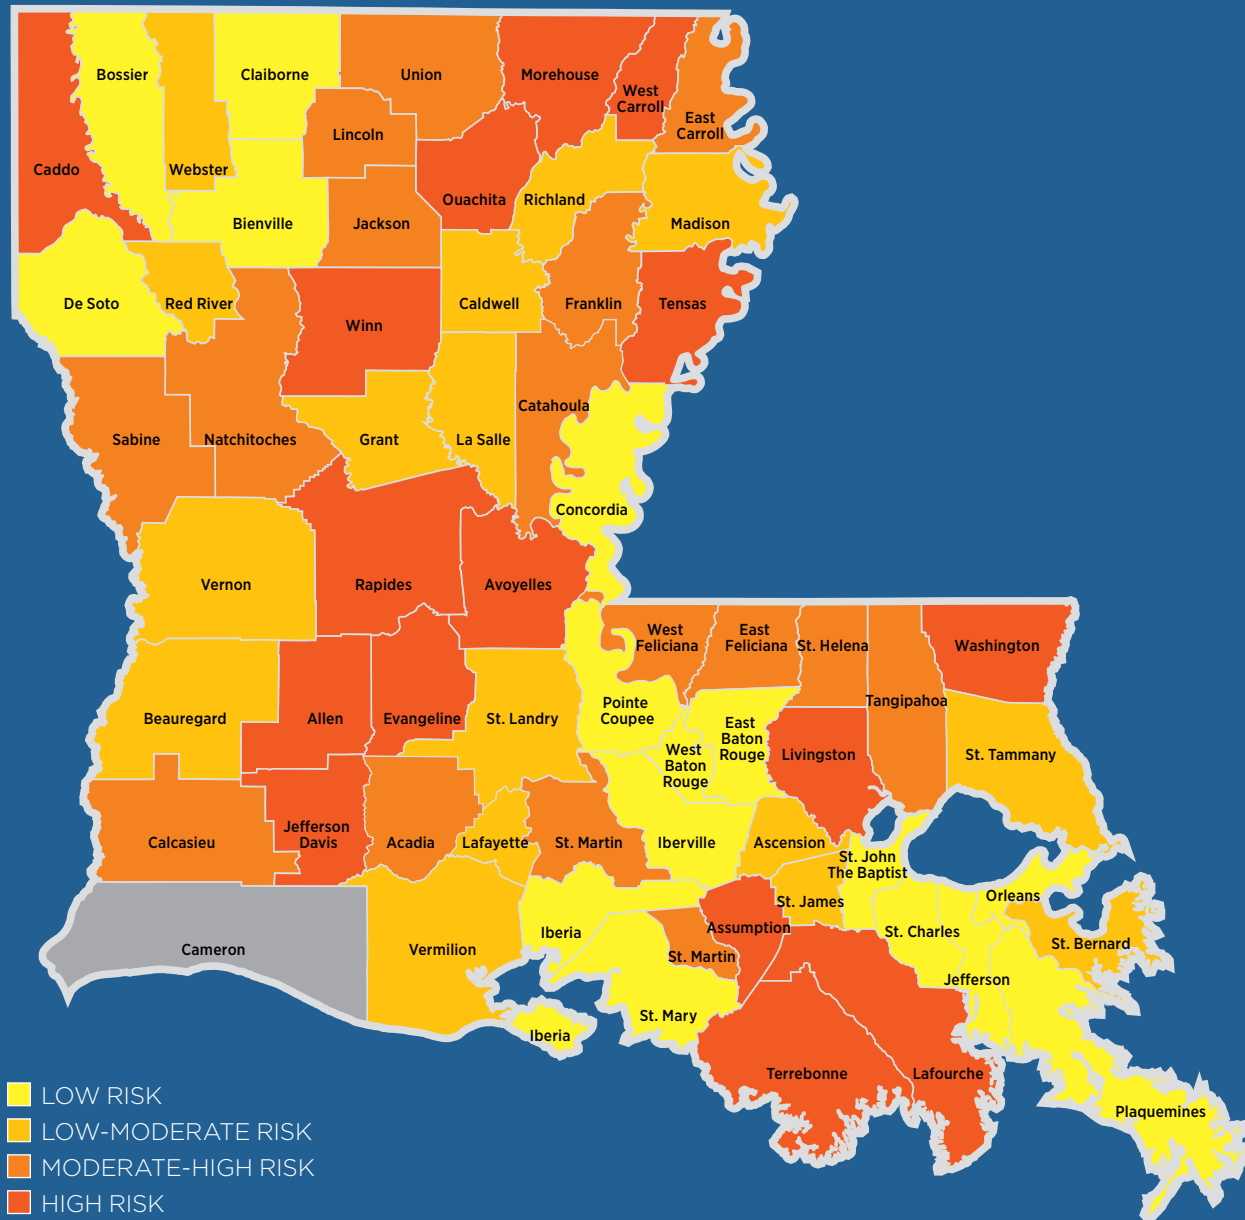 Bossier
Claiborne
Union
Morehouse
West
Carroll
East
Carroll
Lincoln
Caddo
Webster
Ouachita
Richland
Bienville
Jackson
Madison
De Soto
Red River
Winn
Caldwell
Franklin
Tensas
Sabine
Natchitoches
Grant
La Salle
Catahoula
Concordia
Vernon
Rapides
Avoyelles
West
Feliciana
East
Feliciana
St. Helena
Washington
Beauregard
Allen
Evangeline
St. Landry
Pointe
Coupee
East
Baton
Rouge
West
Baton
Rouge
Tangipahoa
Livingston
St. Tammany
Calcasieu
Jefferson
Davis
Acadia
Lafayette
St. Martin
Iberville
Ascension
St. John
The Baptist
St. James
Orleans
Cameron
Vermilion
Iberia
Assumption
St. Martin
St. Charles
St. Bernard
Jefferson
St. Mary
Iberia
Terrebonne
Lafourche
Plaquemines
LOW RISK
LOW-MODERATE RISK
MODERATE-HIGH RISK
HIGH RISK